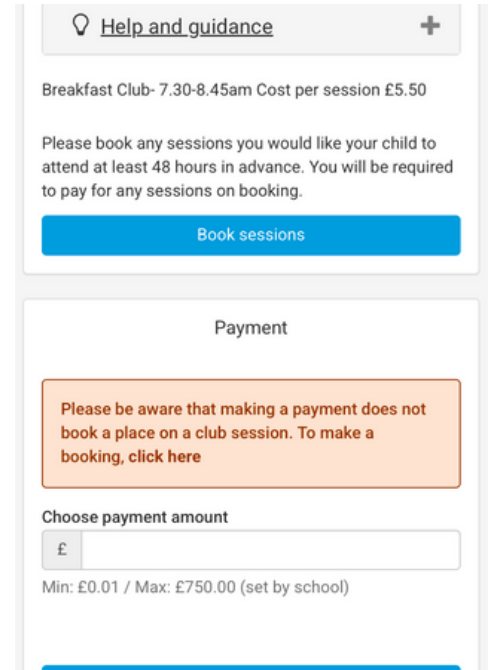 Help and guidance
Breakfast Club- 7.30-8.45am Cost per session £5.50
Please book any sessions you would like your child to
attend at least 48 hours in advance. You will be required
to pay for any sessions on booking.
Book sessions
Payment
Please be aware that making a payment does not
book a place on a club session. To make a
booking, click here
Choose payment amount
£
Min: £0.01 / Max: £750.00 (set by school)